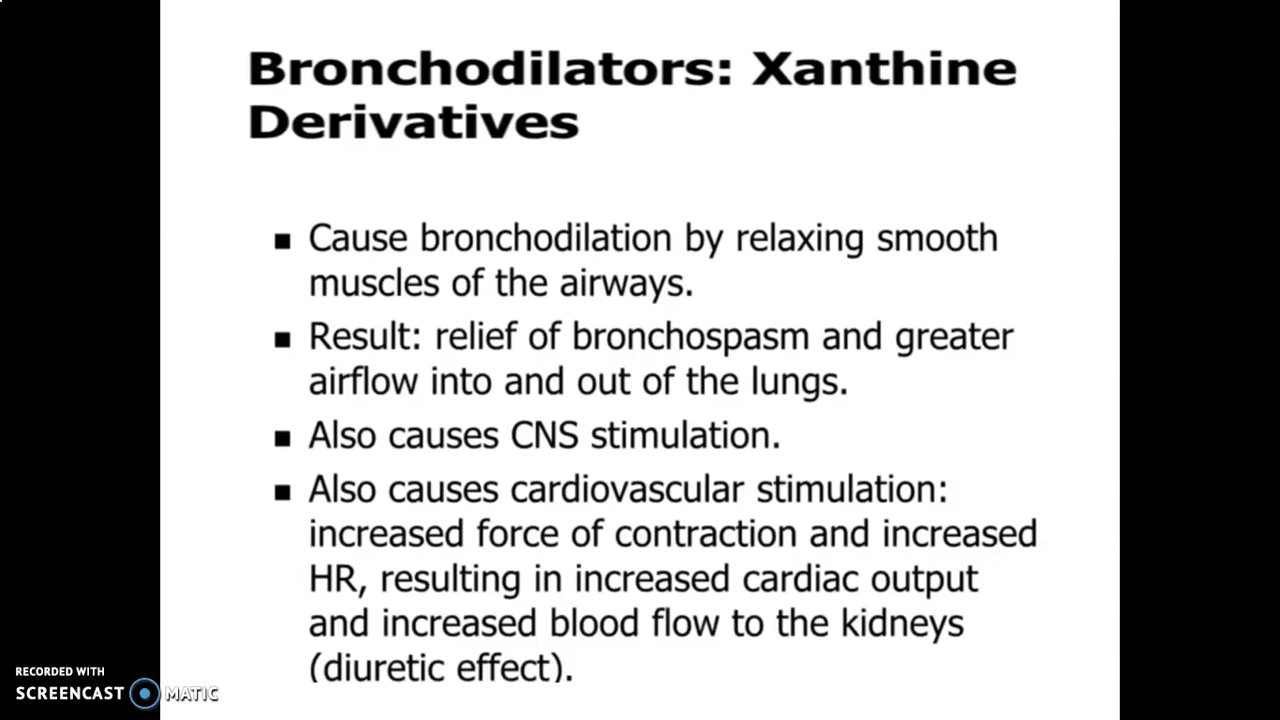 Bronchodilators: Xanthine
Derivatives
■ Cause bronchodilation by relaxing smooth
muscles of the airways.
■ Result: relief of bronchospasm and greater
airflow into and out of the lungs.
■ Also causes CNS stimulation.
■ Also causes cardiovascular stimulation:
increased force of contraction and increased
HR, resulting in increased cardiac output
and increased blood flow to the kidneys
(diuretic effect).
RECORDED WITH
SCREENCAST MATIC